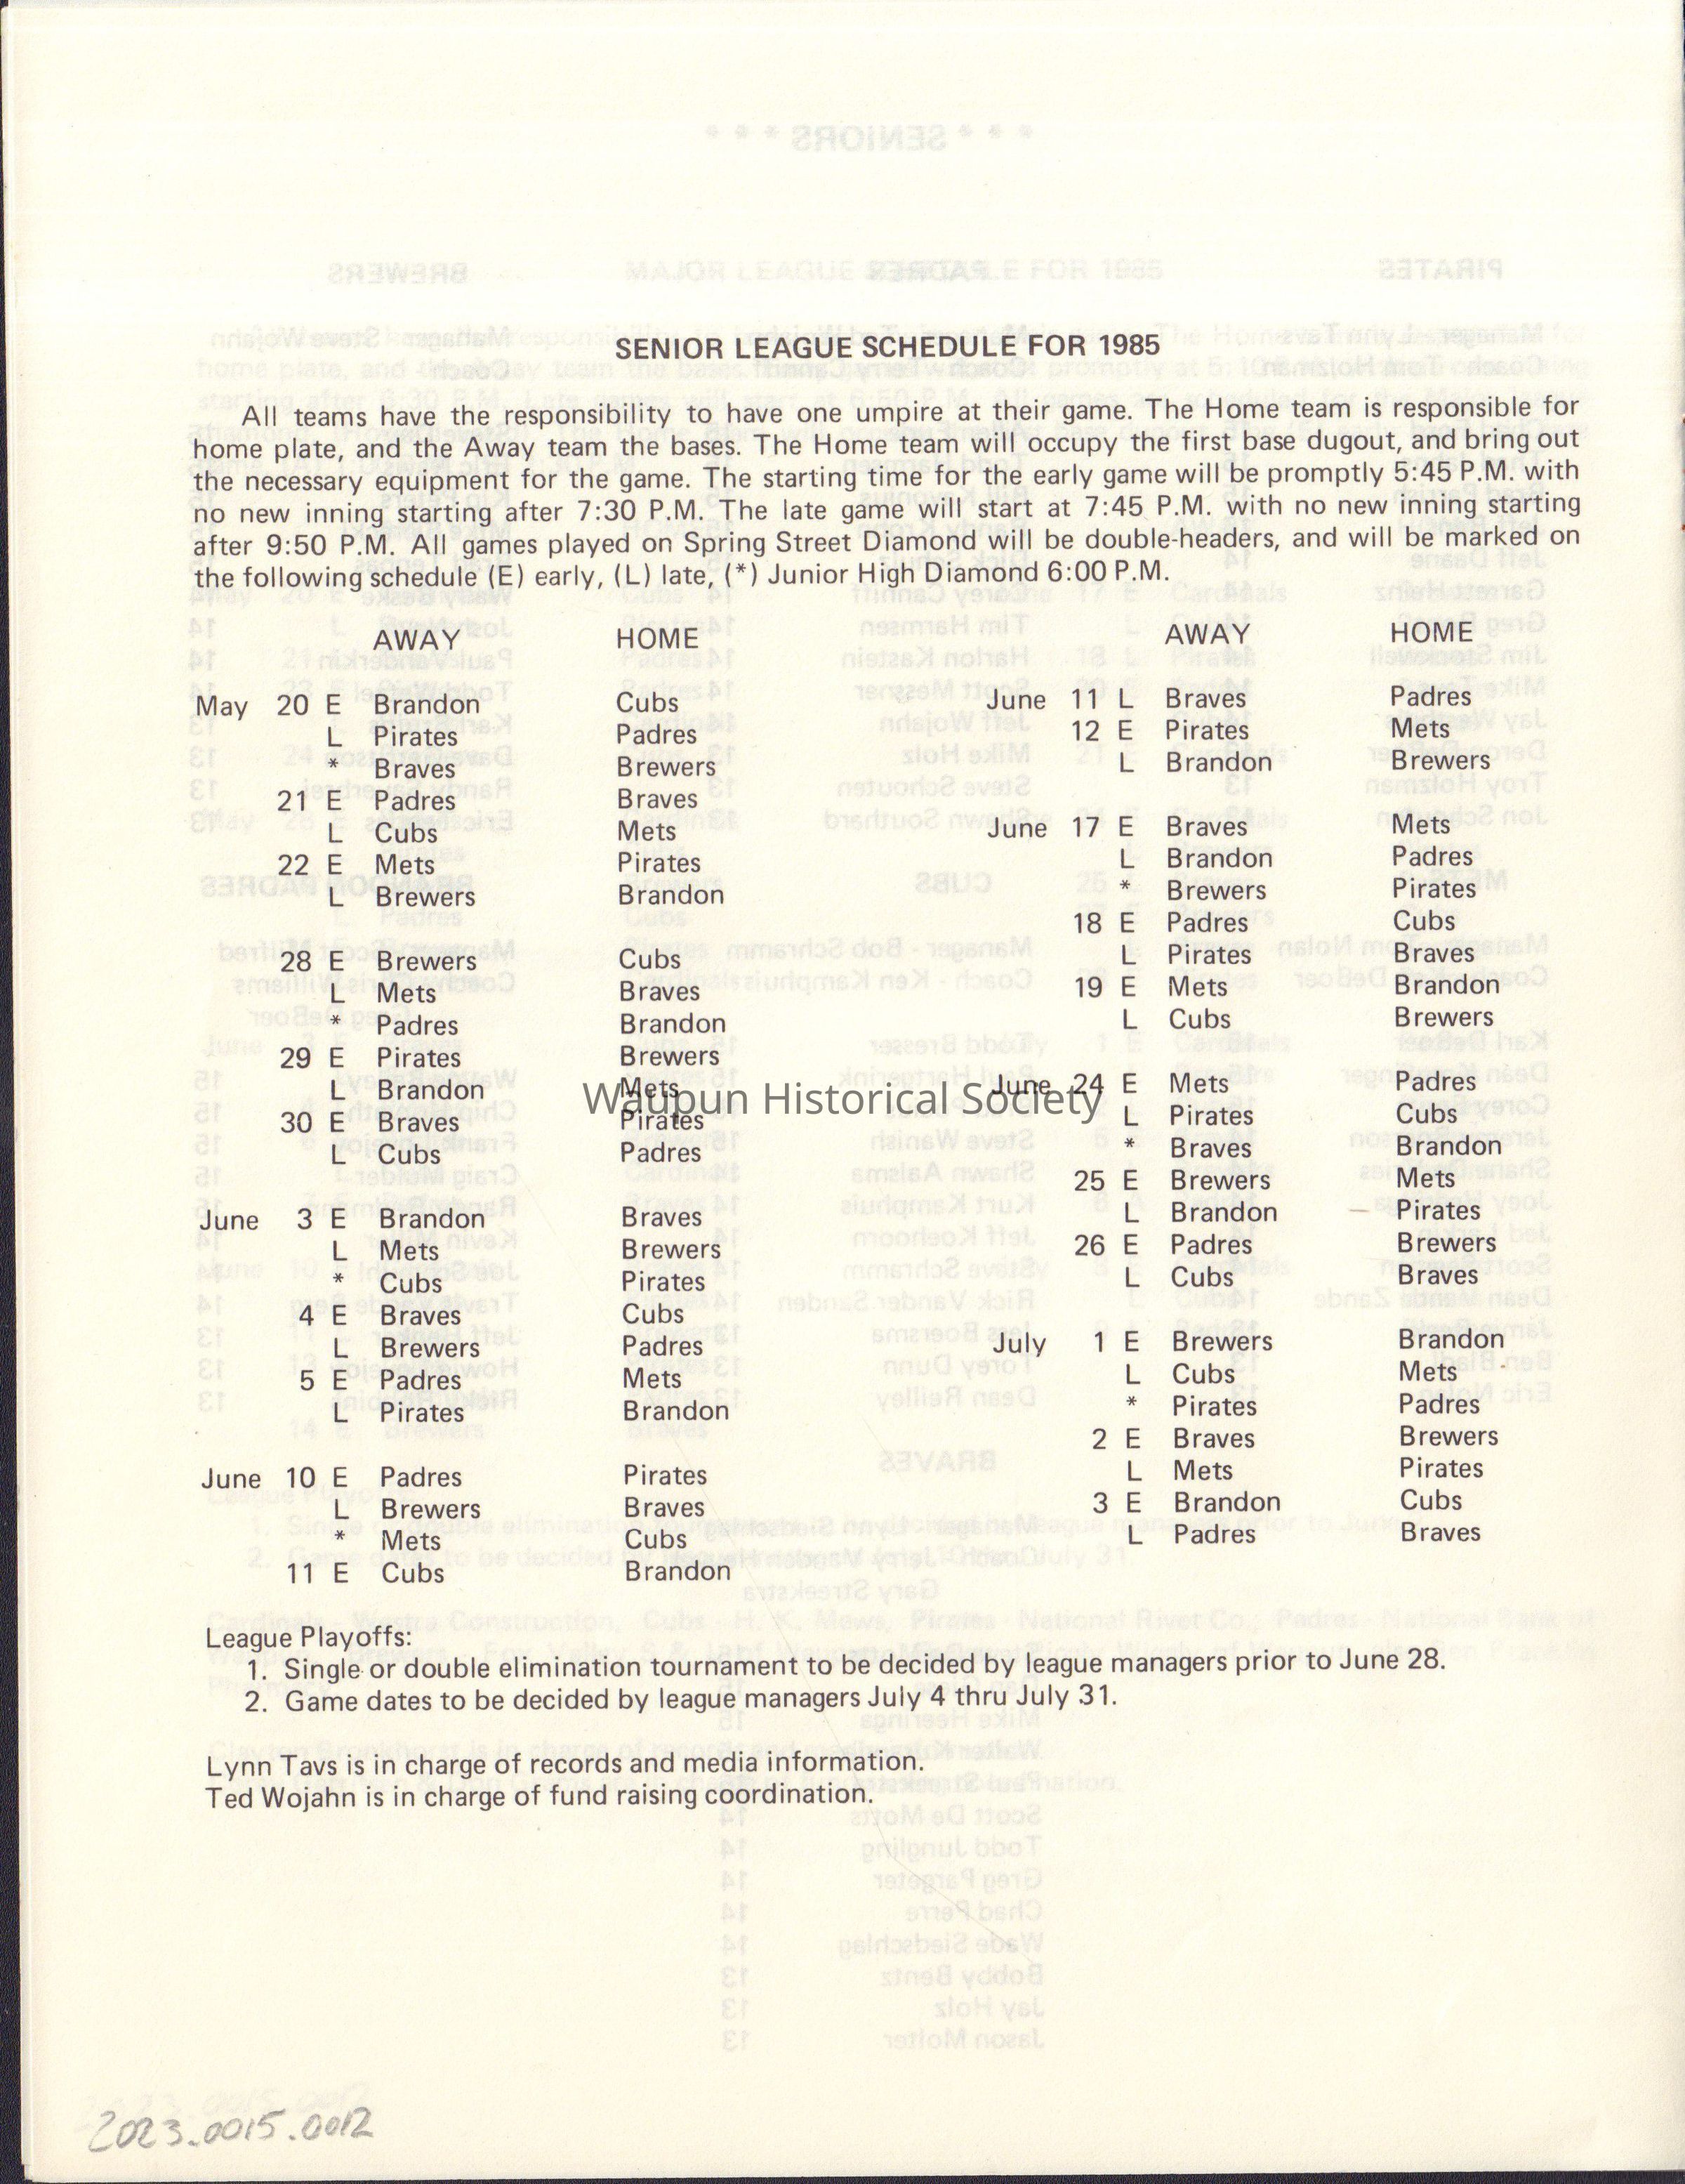 SENIOR LEAGUE SCHEDULE FOR 1985
All teams have the responsibility to have one umpire at their game. The Home team is responsible for
home plate, and the Away team the bases. The Home team will occupy the first base dugout, and bring out
the necessary equipment for the game. The starting time for the early game will be promptly 5:45 P.M. with
no new inning starting after 7:30 P.M. The late game will start at 7:45 P.M. with no new inning starting
after 9:50 P.M. All games played on Spring Street Diamond will be double-headers, and will be marked on
the following schedule (E) early, (L) late, (*) Junior High Diamond 6:00 P.M.
AWAY HOME
May 20 E Brandon Cubs
L Pirates Padres
* Braves Brewers
21 E Padres Braves
L Cubs Mets
22 E Mets Pirates
L Brewers Brandon
28 E Brewers Cubs
L Mets Braves
* Padres Brandon
29 E Pirates Brewers
L Brandon Mets
30 E Braves Pirates
L Cubs Padres
June 3 E Brandon Braves
L Mets Brewers
* Cubs Pirates
4 E Braves Cubs
L Brewers Padres
5 E Padres Mets
L Pirates Brandon
June 10 E Padres Pirates
L Brewers Braves
* Mets Cubs
11 E Cubs Brandon
AWAY HOME
June 11 L Braves Padres
12 E Pirates Mets
L Brandon Brewers
June 17 E Braves Mets
L Brandon Padres
* Brewers Pirates
18 E Padres Cubs
L Pirates Braves
19 E Mets Brandon
L Cubs Brewers
June 24 E Mets Padres
L Pirates Cubs
* Braves Brandon
25 E Brewers Mets
L Brandon Pirates
26 E Padres Brewers
L Cubs Braves
July 1 E Brewers Brandon
L Cubs Mets
* Pirates Padres
2 E Braves Brewers
L Mets Pirates
3 E Brandon Cubs
L Padres Braves
Waupun Historical Society
League Playoffs:
1. Single or double elimination tournament to be decided by league managers prior to June 28.
2. Game dates to be decided by league managers July 4 thru July 31.
Lynn Tavs is in charge of records and media information.
Ted Wojahn is in charge of fund raising coordination.
2023.0015.0012